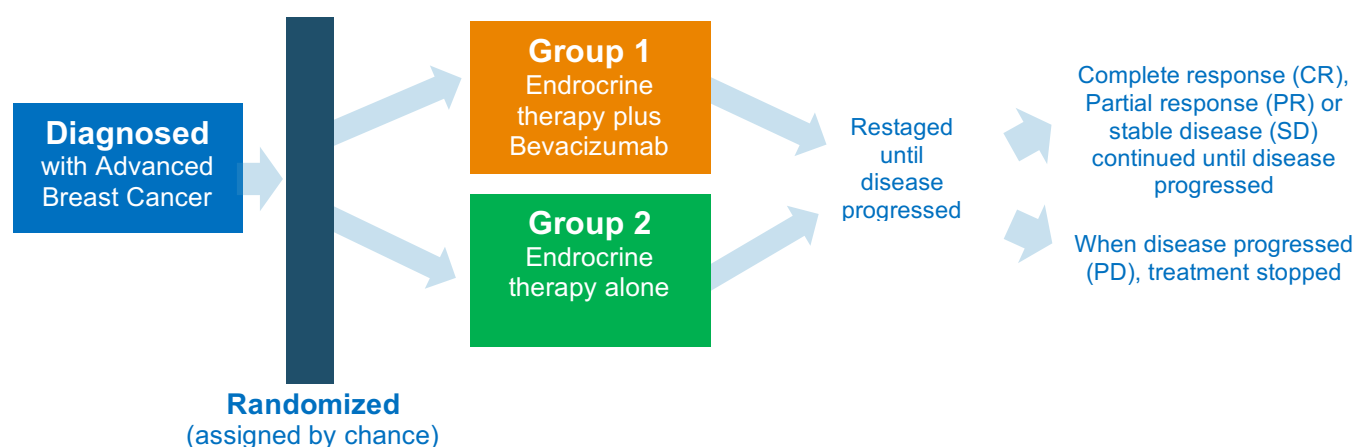 Diagnosed
with Advanced
Breast Cancer
Randomized
(assigned by chance)
Group 1
Endrocrine
therapy plus
Bevacizumab
Group 2
Endrocrine
therapy alone
Restaged
until
disease
progressed
Complete response (CR),
Partial response (PR) or
stable disease (SD)
continued until disease
progressed
When disease progressed
(PD), treatment stopped